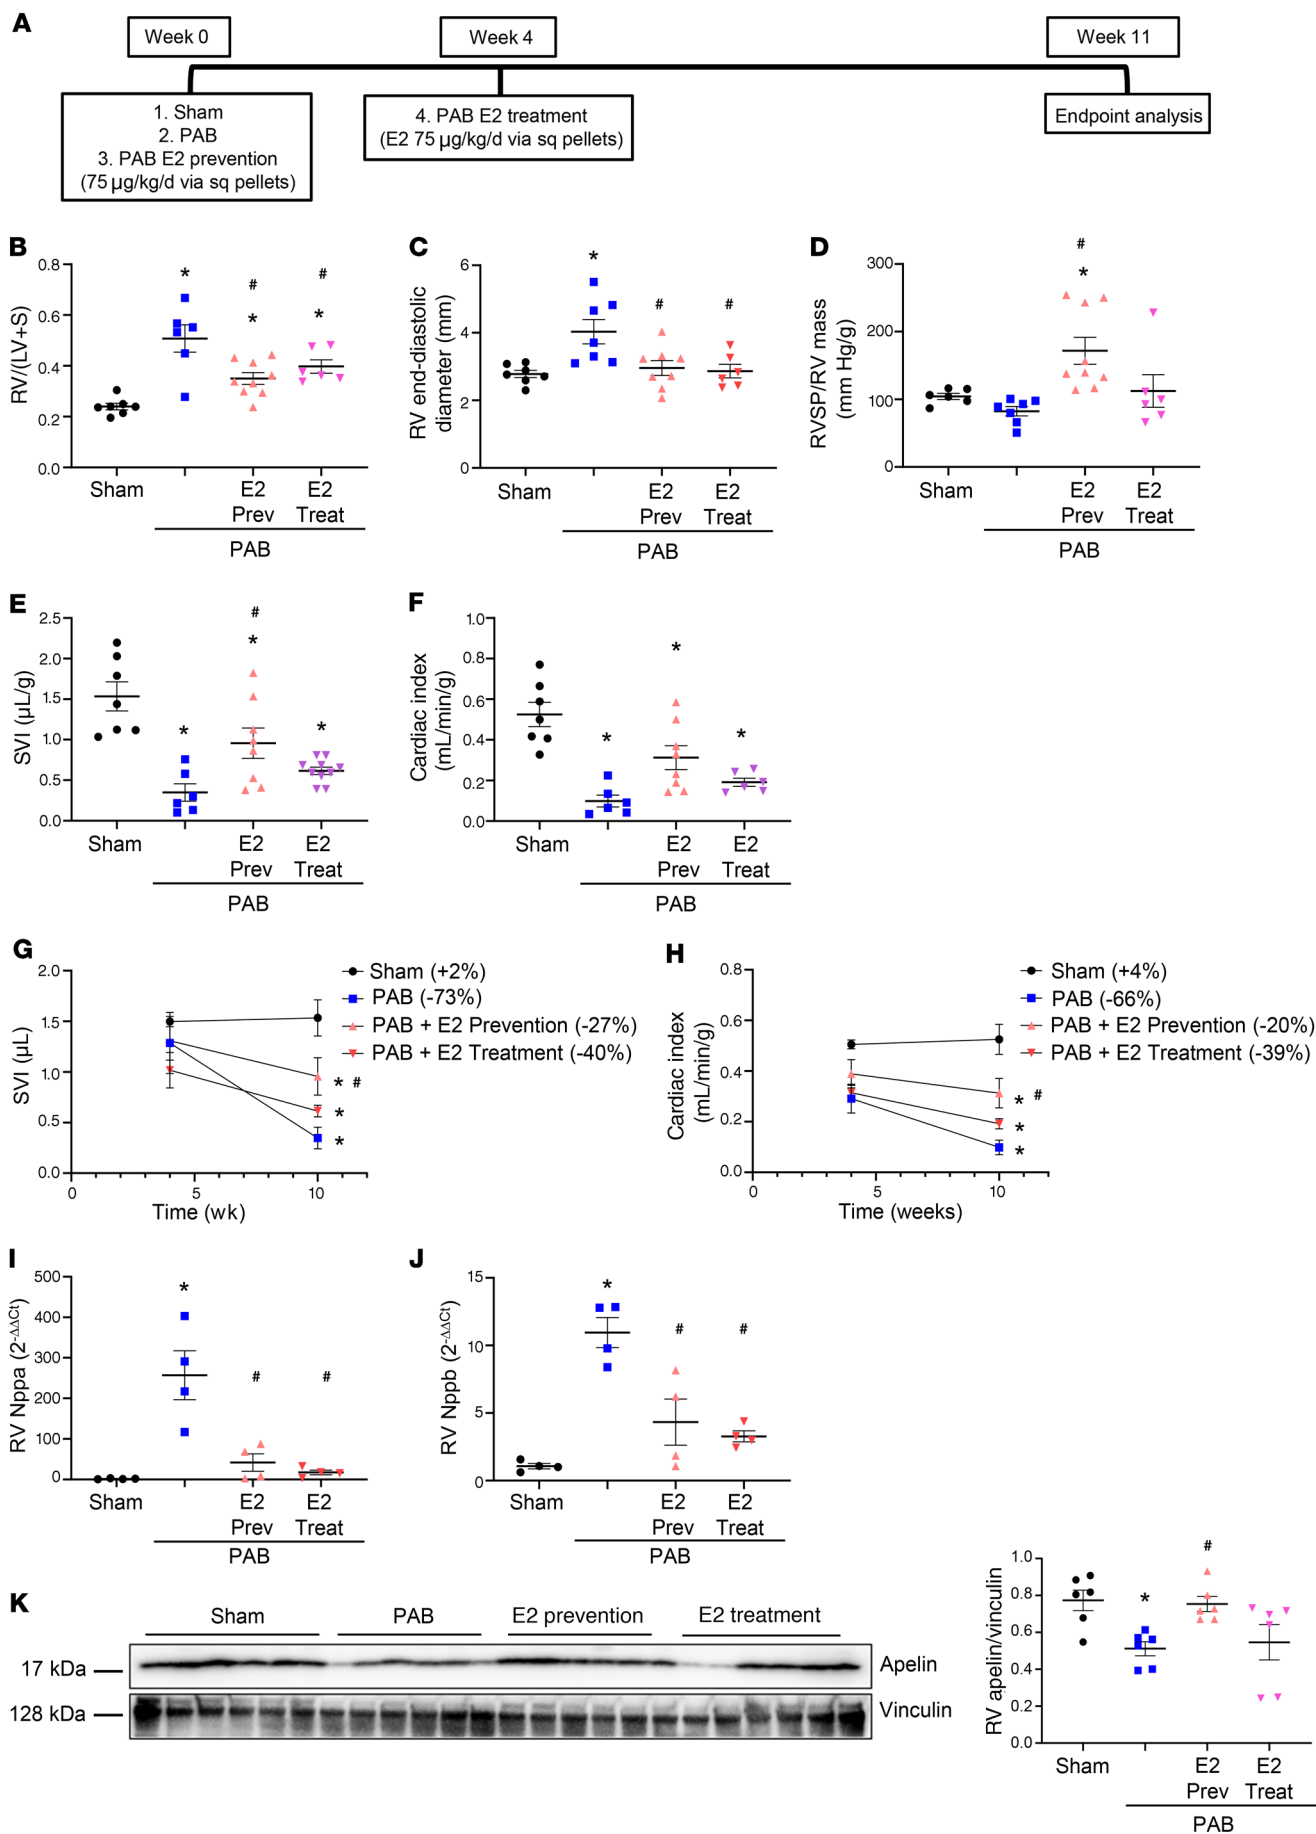 A
Week 0
Week 4
Week 11
1. Sham
2. PAB
3. PAB E2 prevention
(75 µg/kg/d via sq pellets)
4. PAB E2 treatment
(E2 75 µg/kg/d via sq pellets)
Endpoint analysis
B
RV/(LV+S)
0.8
0.6
0.4
0.2
0.0
*
#
*
#
*
Sham
E2
Prev
E2
Treat
PAB
C
RV end-diastolic
diameter (mm)
6
4
2
0
*
#
#
Sham
E2
Prev
E2
Treat
PAB
D
RVSP/RV mass
(mm Hg/g)
300
200
100
0
#
*
Sham
E2
Prev
E2
Treat
PAB
E
SVI (µL/g)
2.5
2.0
1.5
1.0
0.5
0.0
*
#
*
*
Sham
E2
Prev
E2
Treat
PAB
F
Cardiac index
(mL/min/g)
1.0
0.8
0.6
0.4
0.2
0.0
*
*
*
Sham
E2
Prev
E2
Treat
PAB
G
SVI (µL)
2.0
1.5
1.0
0.5
0.0
0
5
10
Time (wk)
Sham (+2%)
PAB (-73%)
PAB + E2 Prevention (-27%)
PAB + E2 Treatment (-40%)
* #
*
*
H
Cardiac index
(mL/min/g)
0.8
0.6
0.4
0.2
0.0
0
5
10
Time (weeks)
Sham (+4%)
PAB (-66%)
PAB + E2 Prevention (-20%)
PAB + E2 Treatment (-39%)
* #
*
*
I
RV Nppa (2-ΔΔCt)
500
400
300
200
100
0
*
#
#
Sham
E2
Prev
E2
Treat
PAB
J
RV Nppb (2-ΔΔCt)
15
10
5
0
*
#
#
Sham
E2
Prev
E2
Treat
PAB
K
Sham
PAB
E2 prevention
E2 treatment
17 kDa
Apelin
128 kDa
Vinculin
RV apelin/vinculin
1.0
0.8
0.6
0.4
0.2
0.0
*
#
Sham
E2
Prev
E2
Treat
PAB